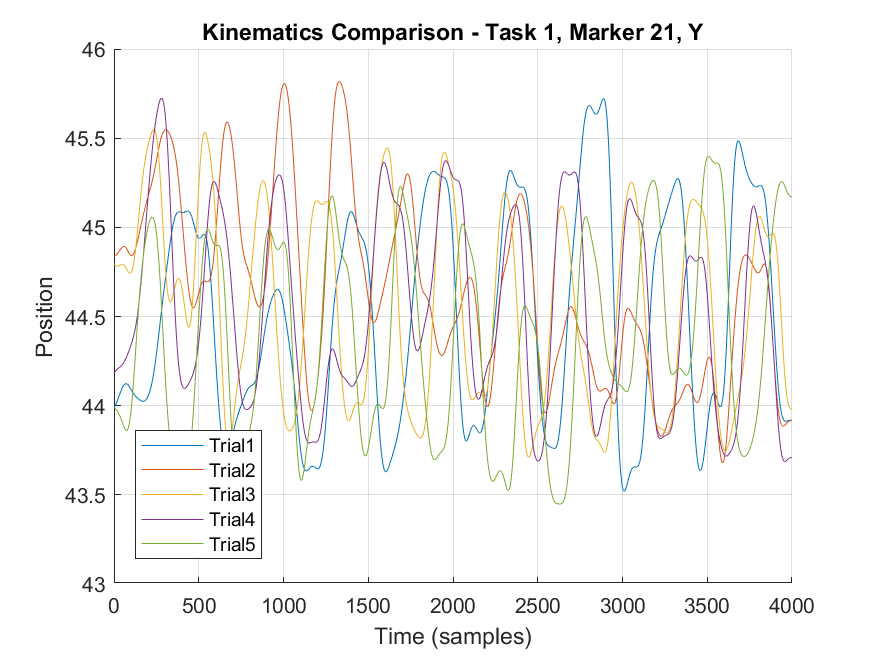 Kinematics Comparison - Task 1, Marker 21, Y
46
45.5
45
44.5
44
43.5
43
Position
Trial1
Trial2
Trial3
Trial4
Trial5
0 500 1000 1500 2000 2500 3000 3500 4000
Time (samples)